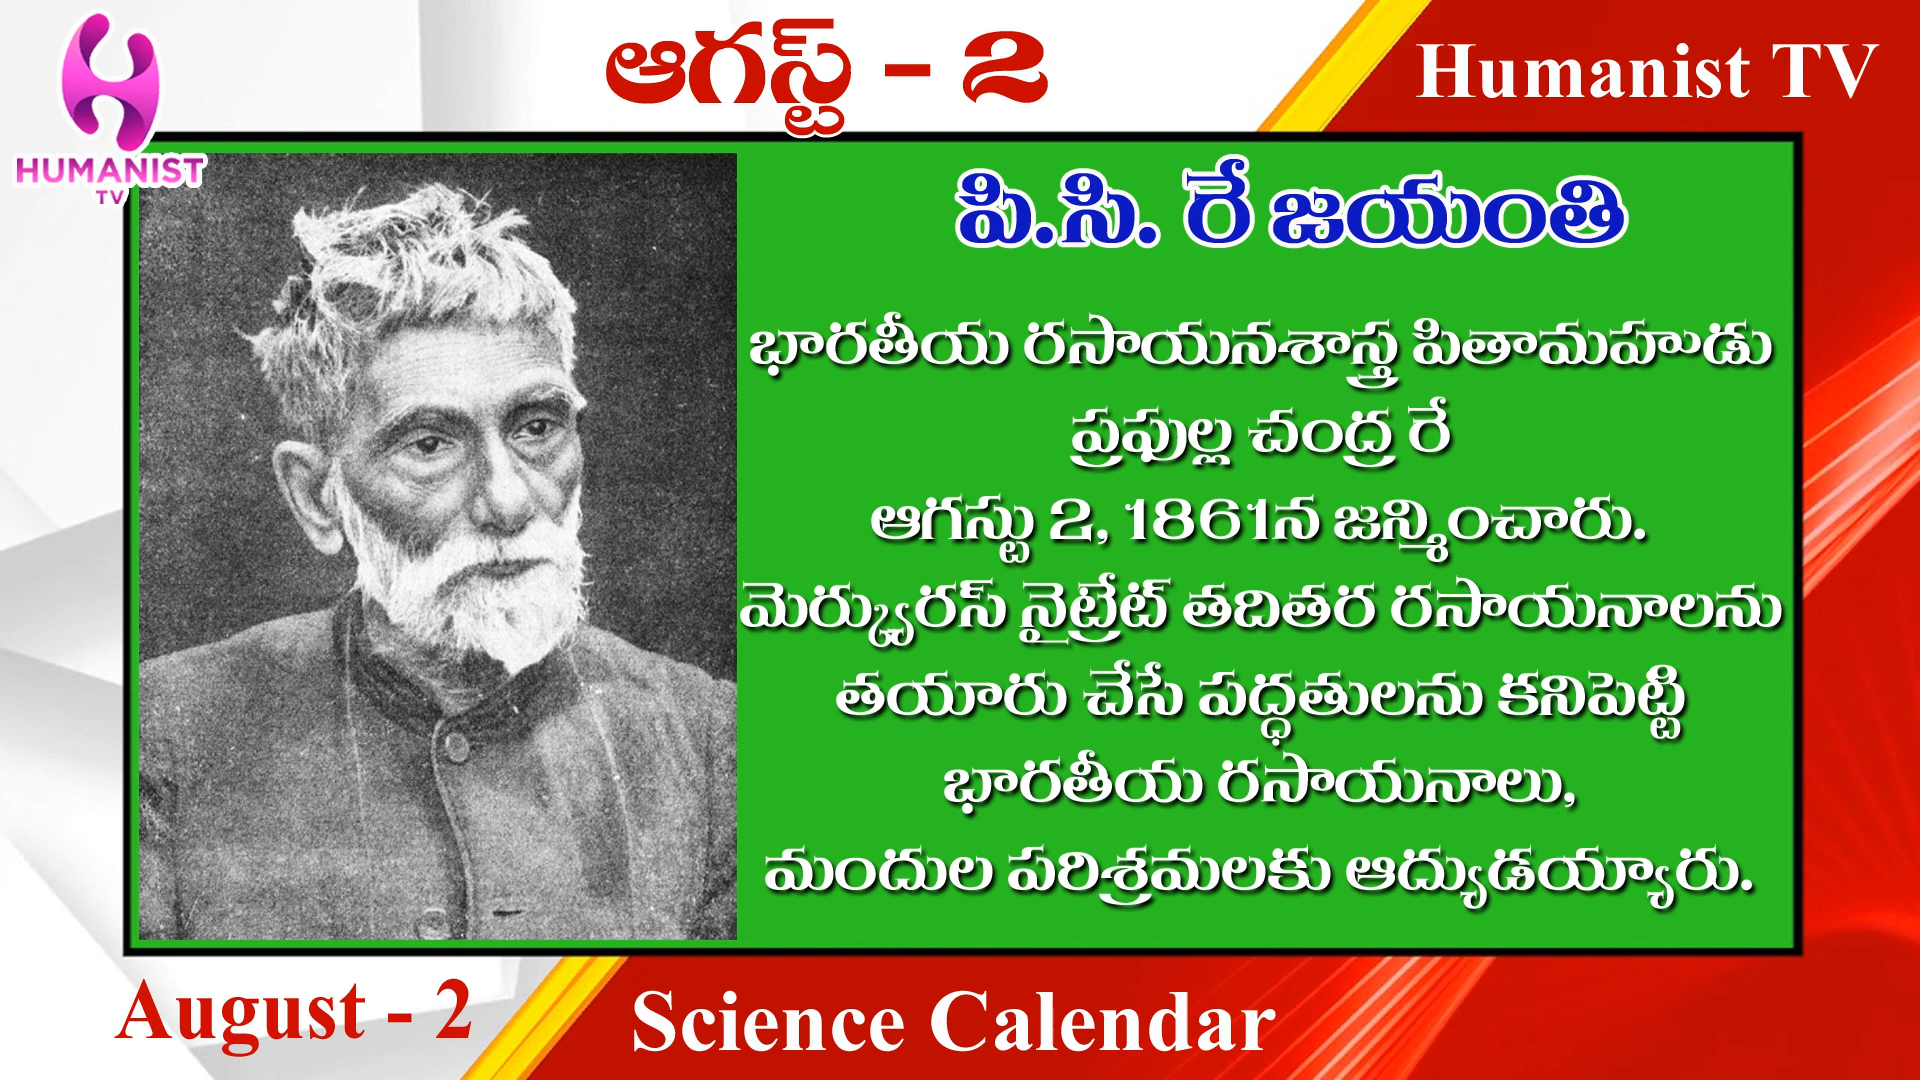 HUMANIST
TV
ఆగస్ట్ - 2
Humanist TV
పి.సి. రే జయంతి
భారతీయ రసాయనశాస్త్ర పితామహుడు
ప్రఫుల్ల చంద్ర రే
ఆగస్టు 2, 1861న జన్మించారు.
మెర్క్యురస్ నైట్రేట్ తదితర రసాయనాలను
తయారు చేసే పద్ధతులను కనిపెట్టి
భారతీయ రసాయనాలు,
మందుల పరిశ్రమలకు ఆద్యుడయ్యారు.
August - 2
Science Calendar